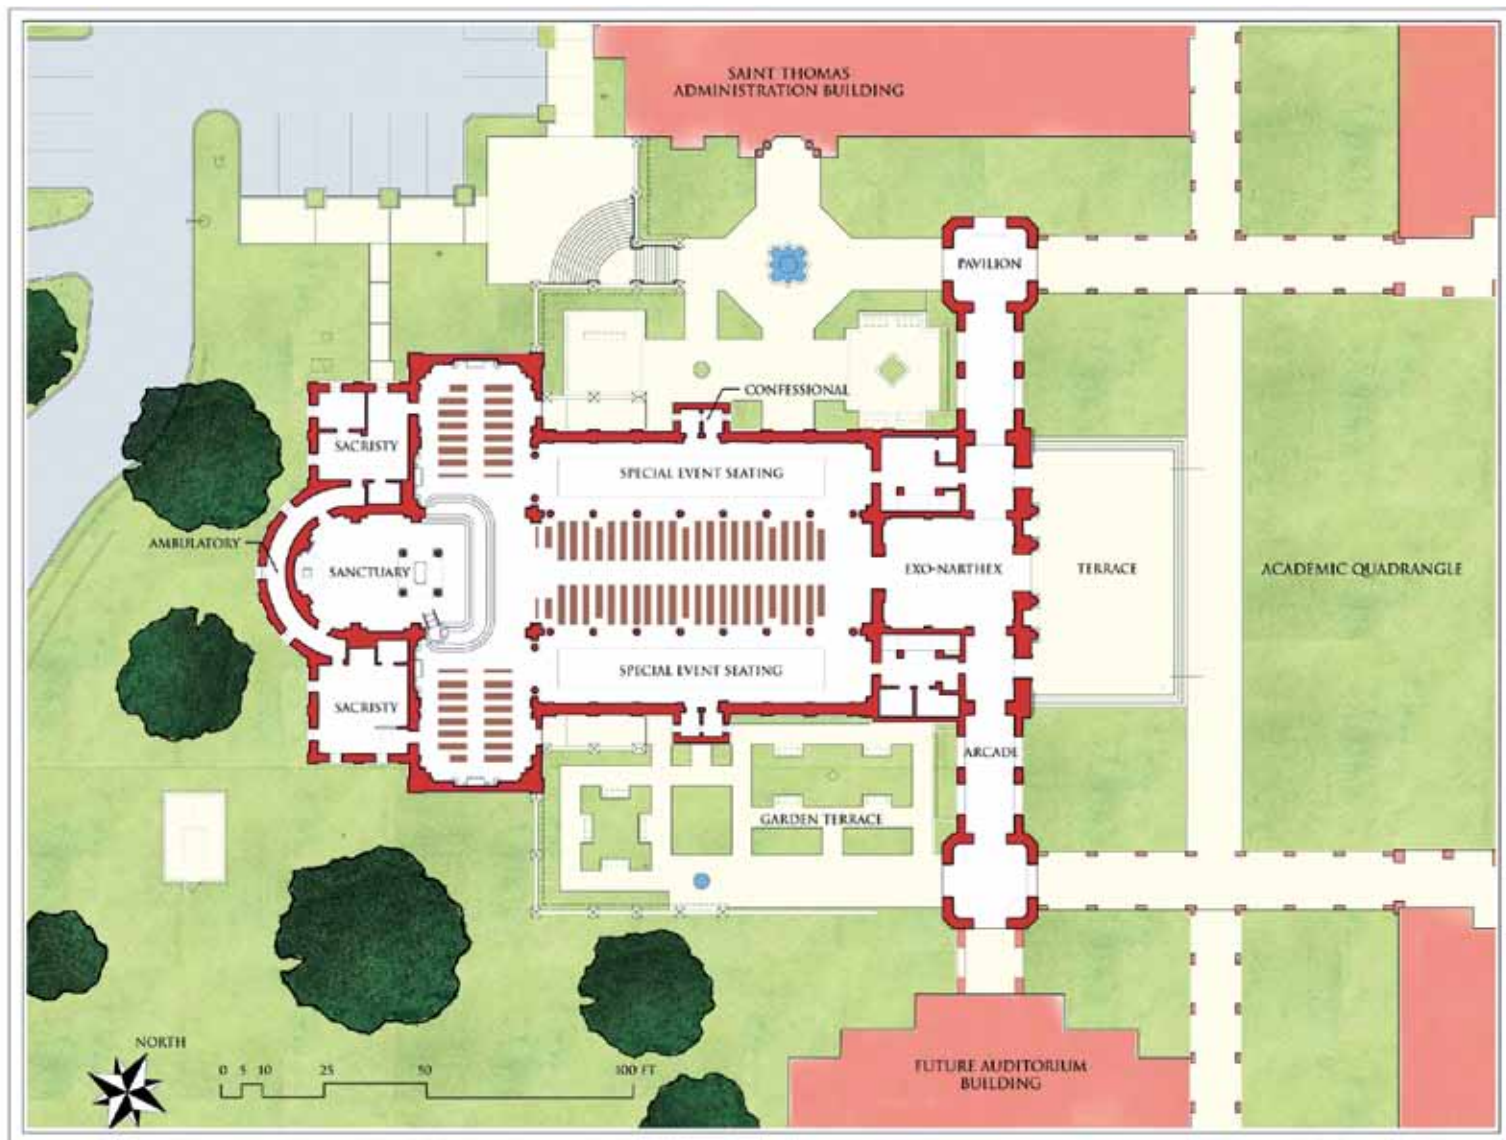 SAINT THOMAS
ADMINISTRATION BUILDING
PAVILION
CONFESSIONAL
SACRISTY
SPECIAL EVENT SEATING
AMBULATORY
SANCTUARY
EXO-NARTHEX
TERRACE
ACADEMIC QUADRANGLE
SPECIAL EVENT SEATING
SACRISTY
ARCADE
GARDEN TERRACE
NORTH
0 5 10 25 50 100 FT
FUTURE AUDITORIUM
BUILDING